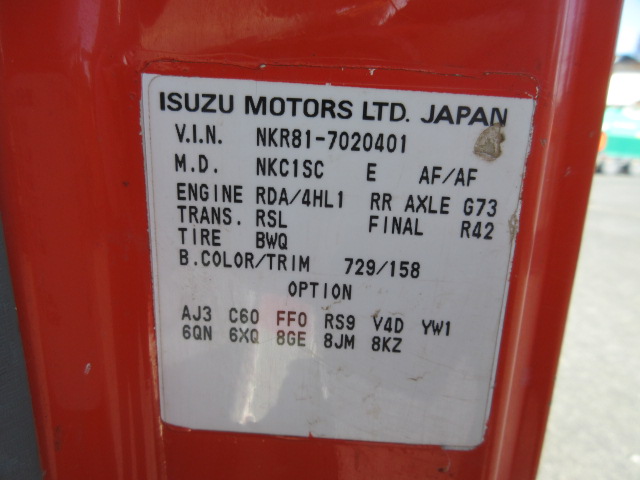 ISUZU MOTORS LTD. JAPAN
V.I.N. NKR81-7020401
M.D. NKC1SC E AF/AF
ENGINE RDA/4HL1 RR AXLE G73
TRANS. RSL FINAL R42
TIRE BWQ
B.COLOR/TRIM 729/158
OPTION
AJ3 C60 FF0 RS9 V4D YW1
6QN 6XQ 8GE 8JM 8KZ